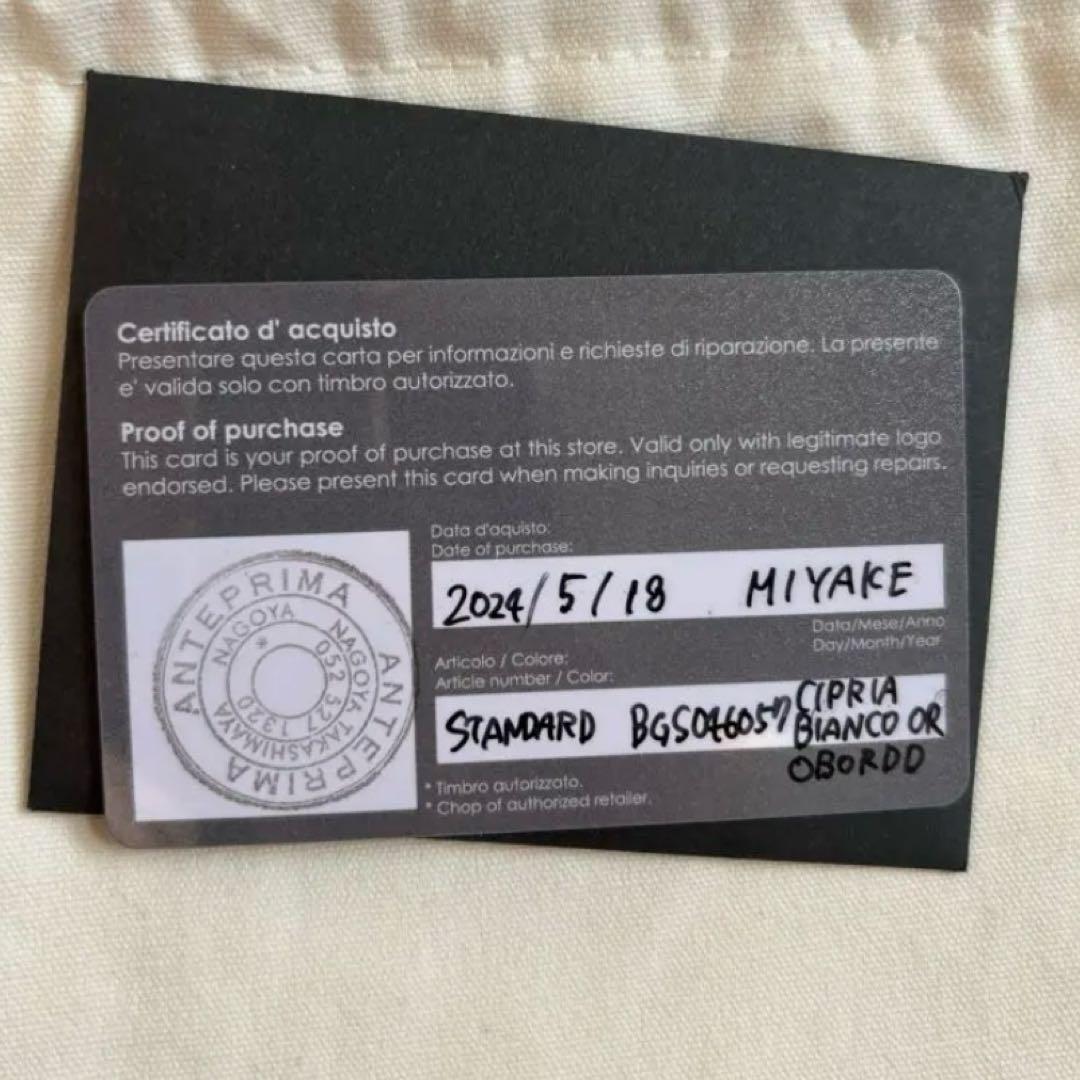 Certificato d' acquisto
Presentare questa carta per informazioni e richieste di riparazione. La presente
e' valida solo con timbro autorizzato.
Proof of purchase
This card is your proof of purchase at this store. Valid only with legitimate logo
endorsed. Please present this card when making inquiries or requesting repairs.
ANTEPRIMA ANTEPRIMA
NAGOYA NAGOYA TAKASHIMAYA
* 052 527 1320
Data d'aquisto:
Date of purchase:
2024/5/18 MIYAKE
Data/Mese/Anno
Day/Month/Year
Articolo / Colore:
Article number / Color:
STANDARD BGS046057 CIPRIA
BIANCO OR
OBORDO
* Timbro autorizzato.
* Chop of authorized retailer.